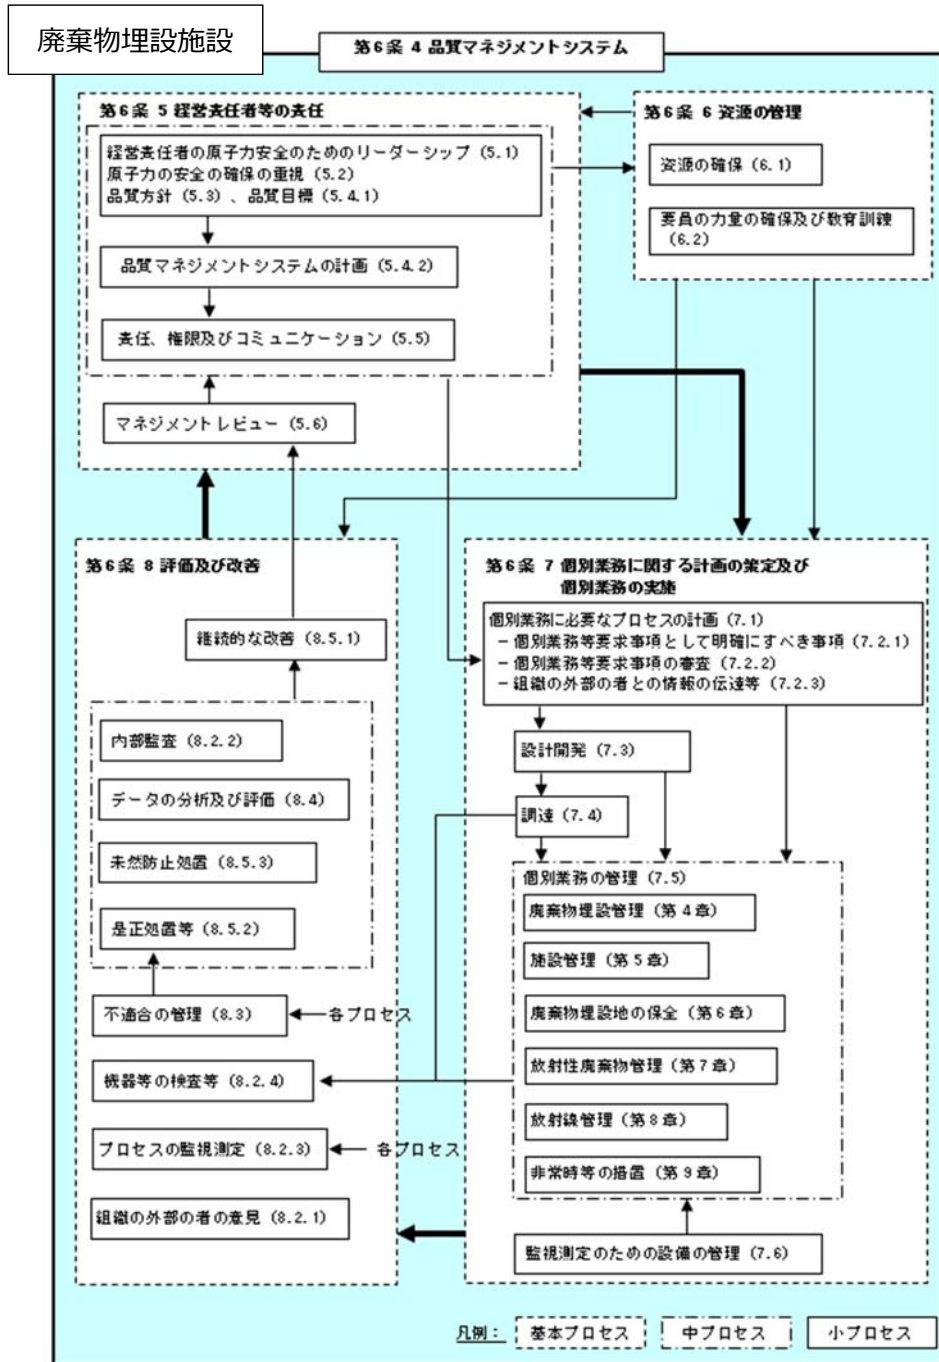 廃棄物埋設施設
第6条 4 品質マネジメントシステム
第6条 5 経営責任者等の責任
経営責任者の原子力安全のためのリーダーシップ (5.1)
原子力の安全の確保の重視 (5.2)
品質方針 (5.3) 、品質目標 (5.4.1)
品質マネジメントシステムの計画 (5.4.2)
責任、権限及びコミュニケーション (5.5)
マネジメントレビュー (5.6)
第6条 6 資源の管理
資源の確保 (6.1)
要員の力量の確保及び教育訓練
(6.2)
第6条 8 評価及び改善
継続的な改善 (8.5.1)
内部監査 (8.2.2)
データの分析及び評価 (8.4)
未然防止処置 (8.5.3)
是正処置等 (8.5.2)
不適合の管理 (8.3)
各プロセス
機器等の検査等 (8.2.4)
プロセスの監視測定 (8.2.3)
各プロセス
組織の外部の者の意見 (8.2.1)
第6条 7 個別業務に関する計画の策定及び
個別業務の実施
個別業務に必要なプロセスの計画 (7.1)
－個別業務等要求事項として明確にすべき事項 (7.2.1)
－個別業務等要求事項の審査 (7.2.2)
－組織の外部の者との情報の伝達等 (7.2.3)
設計開発 (7.3)
調達 (7.4)
個別業務の管理 (7.5)
廃棄物埋設管理 (第4章)
施設管理 (第5章)
廃棄物埋設地の保全 (第6章)
放射性廃棄物管理 (第7章)
放射線管理 (第8章)
非常時等の措置 (第9章)
監視測定のための設備の管理 (7.6)
凡例：
基本プロセス
中プロセス
小プロセス